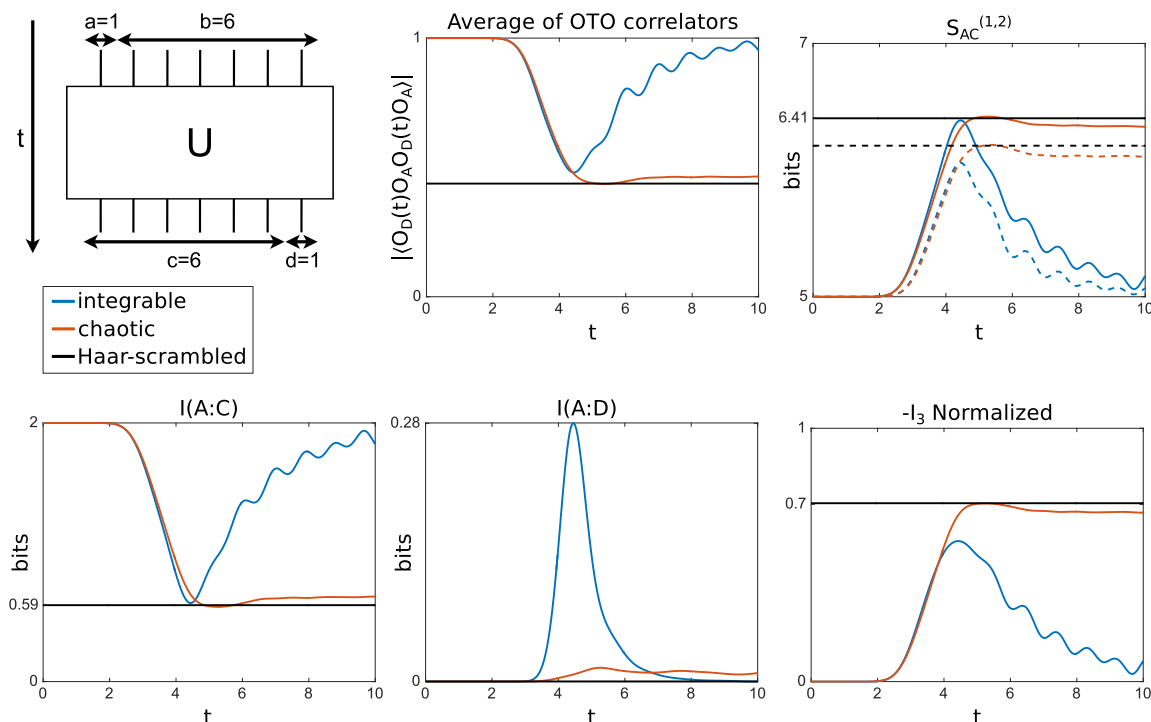 a=1 b=6
t
U
c=6 d=1
integrable
chaotic
Haar-scrambled
Average of OTO correlators
|⟨O_D(t)O_A O_D(t)O_A⟩|
1
0
0 2 4 6 8 10
t
S_AC^(1,2)
bits
7
6.41
5
0 2 4 6 8 10
t
I(A:C)
bits
2
0.59
0
0 2 4 6 8 10
t
I(A:D)
bits
0.28
0
0 2 4 6 8 10
t
-I₃ Normalized
1
0.7
0
0 2 4 6 8 10
t